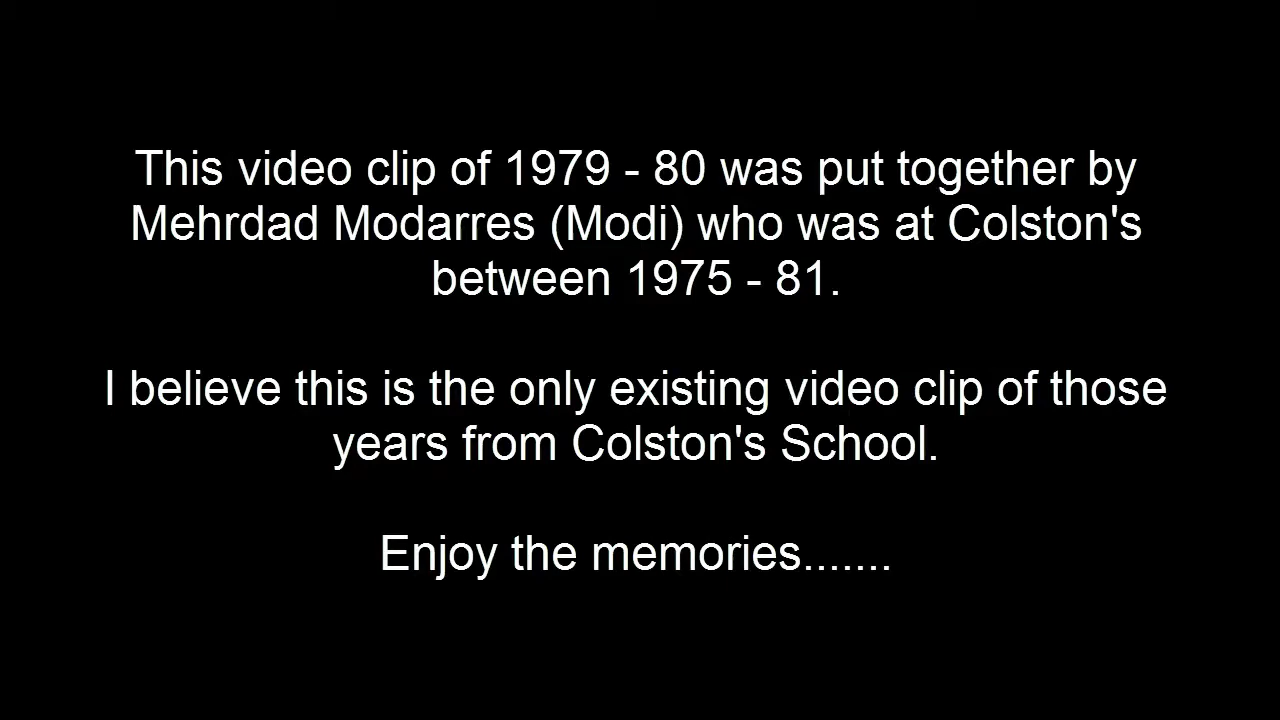 This video clip of 1979 - 80 was put together by
Mehrdad Modarres (Modi) who was at Colston's
between 1975 - 81.
I believe this is the only existing video clip of those
years from Colston's School.
Enjoy the memories.......